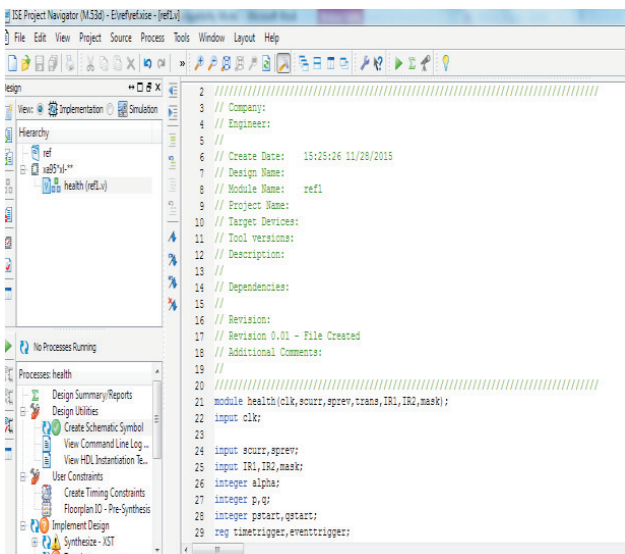 ISE Project Navigator (M.53d) - E:\ref\ref.xise - [ref1.v]
File Edit View Project Source Process Tools Window Layout Help
View: Implementation Simulation
Hierarchy
ref
xa95*xl-**
health (ref1.v)
No Processes Running
Processes: health
Design Summary/Reports
Design Utilities
Create Schematic Symbol
View Command Line Log ...
View HDL Instantiation Te...
User Constraints
Create Timing Constraints
Floorplan IO - Pre-Synthesis
Implement Design
Synthesize - XST
2 ////////////////////////////////////////////////////////////////////////////////
3 // Company:
4 // Engineer:
5 //
6 // Create Date: 15:25:26 11/28/2015
7 // Design Name:
8 // Module Name: ref1
9 // Project Name:
10 // Target Devices:
11 // Tool versions:
12 // Description:
13 //
14 // Dependencies:
15 //
16 // Revision:
17 // Revision 0.01 - File Created
18 // Additional Comments:
19 //
20 ////////////////////////////////////////////////////////////////////////////////
21 module health(clk,scurr,sprev,trans,IR1,IR2,mask);
22 input clk;
23
24 input scurr,sprev;
25 input IR1,IR2,mask;
26 integer alpha;
27 integer p,q;
28 integer pstart,qstart;
29 reg timetrigger,eventtrigger;